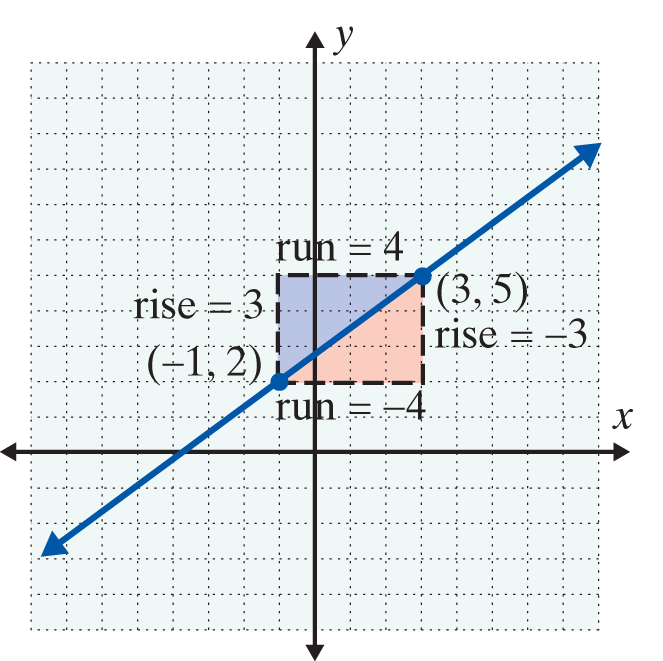 y
run = 4
rise = 3
(3, 5)
rise = −3
(−1, 2)
run = −4
x